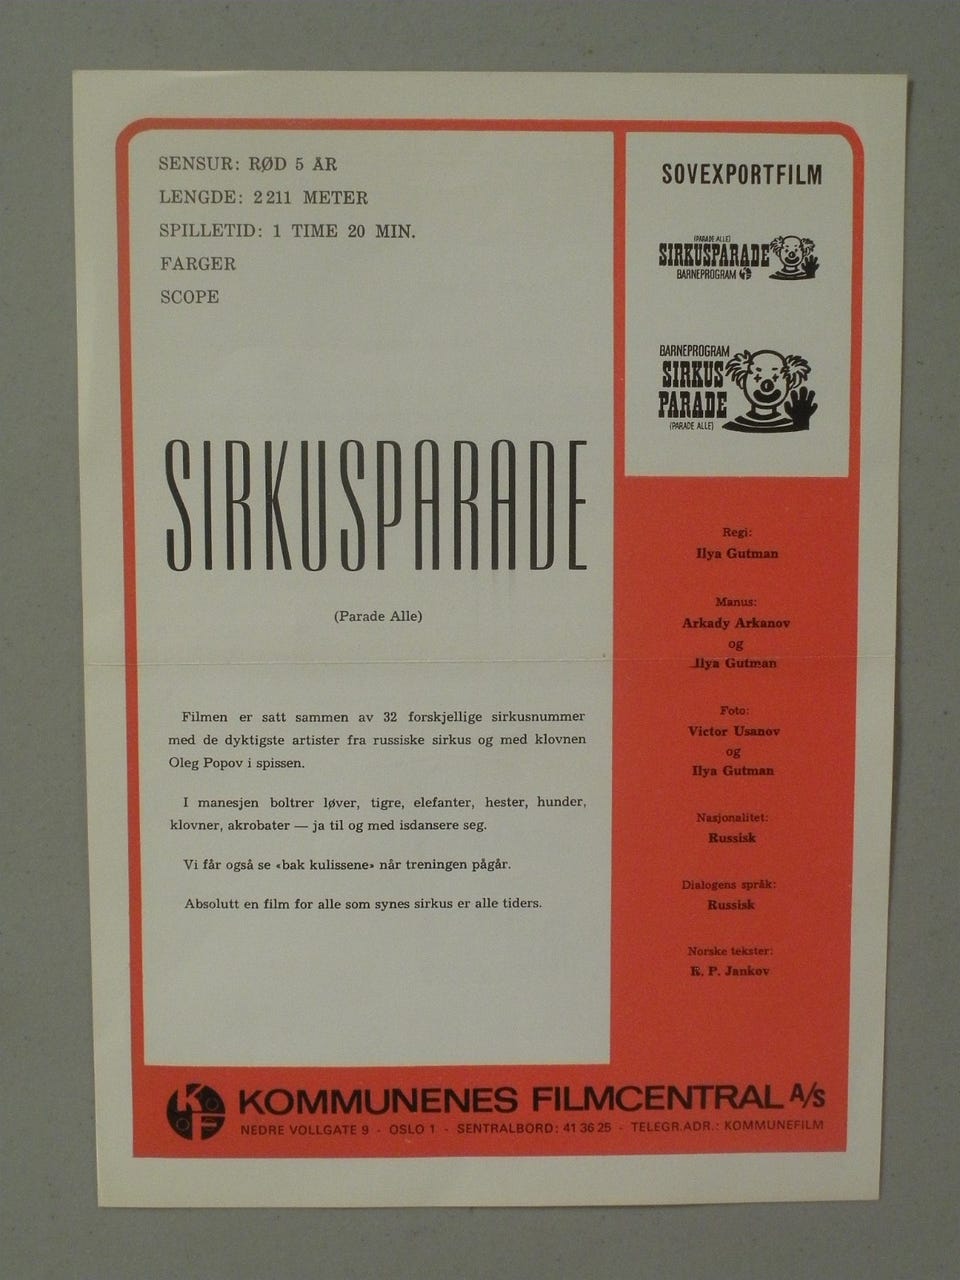 SENSUR: RØD 5 ÅR
LENGDE: 2 211 METER
SPILLETID: 1 TIME 20 MIN.
FARGER
SCOPE
SIRKUSPARADE
(Parade Alle)
Filmen er satt sammen av 32 forskjellige sirkusnummer
med de dyktigste artister fra russiske sirkus og med klovnen
Oleg Popov i spissen.
I manesjen boltrer løver, tigre, elefanter, hester, hunder,
klovner, akrobater — ja til og med isdansere seg.
Vi får også se «bak kulissene» når treningen pågår.
Absolutt en film for alle som synes sirkus er alle tiders.
SOVEXPORTFILM
(PARADE ALLE)
SIRKUSPARADE
BARNEPROGRAM
BARNEPROGRAM
SIRKUS
PARADE
(PARADE ALLE)
Regi:
Ilya Gutman
Manus:
Arkady Arkanov
og
Ilya Gutman
Foto:
Victor Usanov
og
Ilya Gutman
Nasjonalitet:
Russisk
Dialogens språk:
Russisk
Norske tekster:
R. P. Jankov
KOF
KOMMUNENES FILMCENTRAL A/S
NEDRE VOLLGATE 9 - OSLO 1 - SENTRALBORD: 41 36 25 - TELEGR.ADR.: KOMMUNEFILM